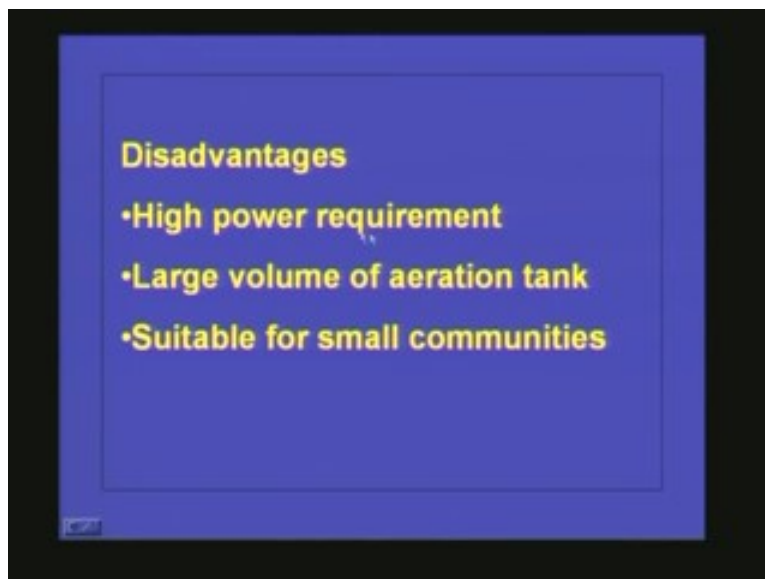 Disadvantages
•High power requirement
•Large volume of aeration tank
•Suitable for small communities